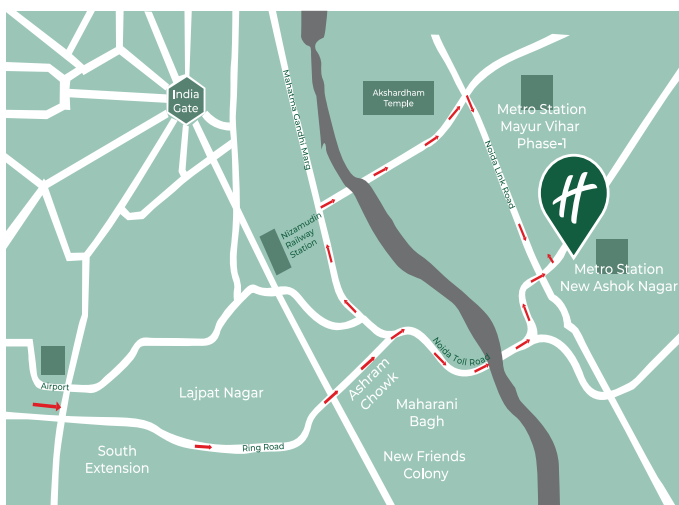 India
Gate
Mahatma Gandhi Marg
Akshardham
Temple
Metro Station
Mayur Vihar
Phase-1
Noida Link Road
Nizamudin
Railway
Station
H
Metro Station
New Ashok Nagar
Airport
Lajpat Nagar
Ashram
Chowk
Noida Toll Road
Maharani
Bagh
South
Extension
Ring Road
New Friends
Colony